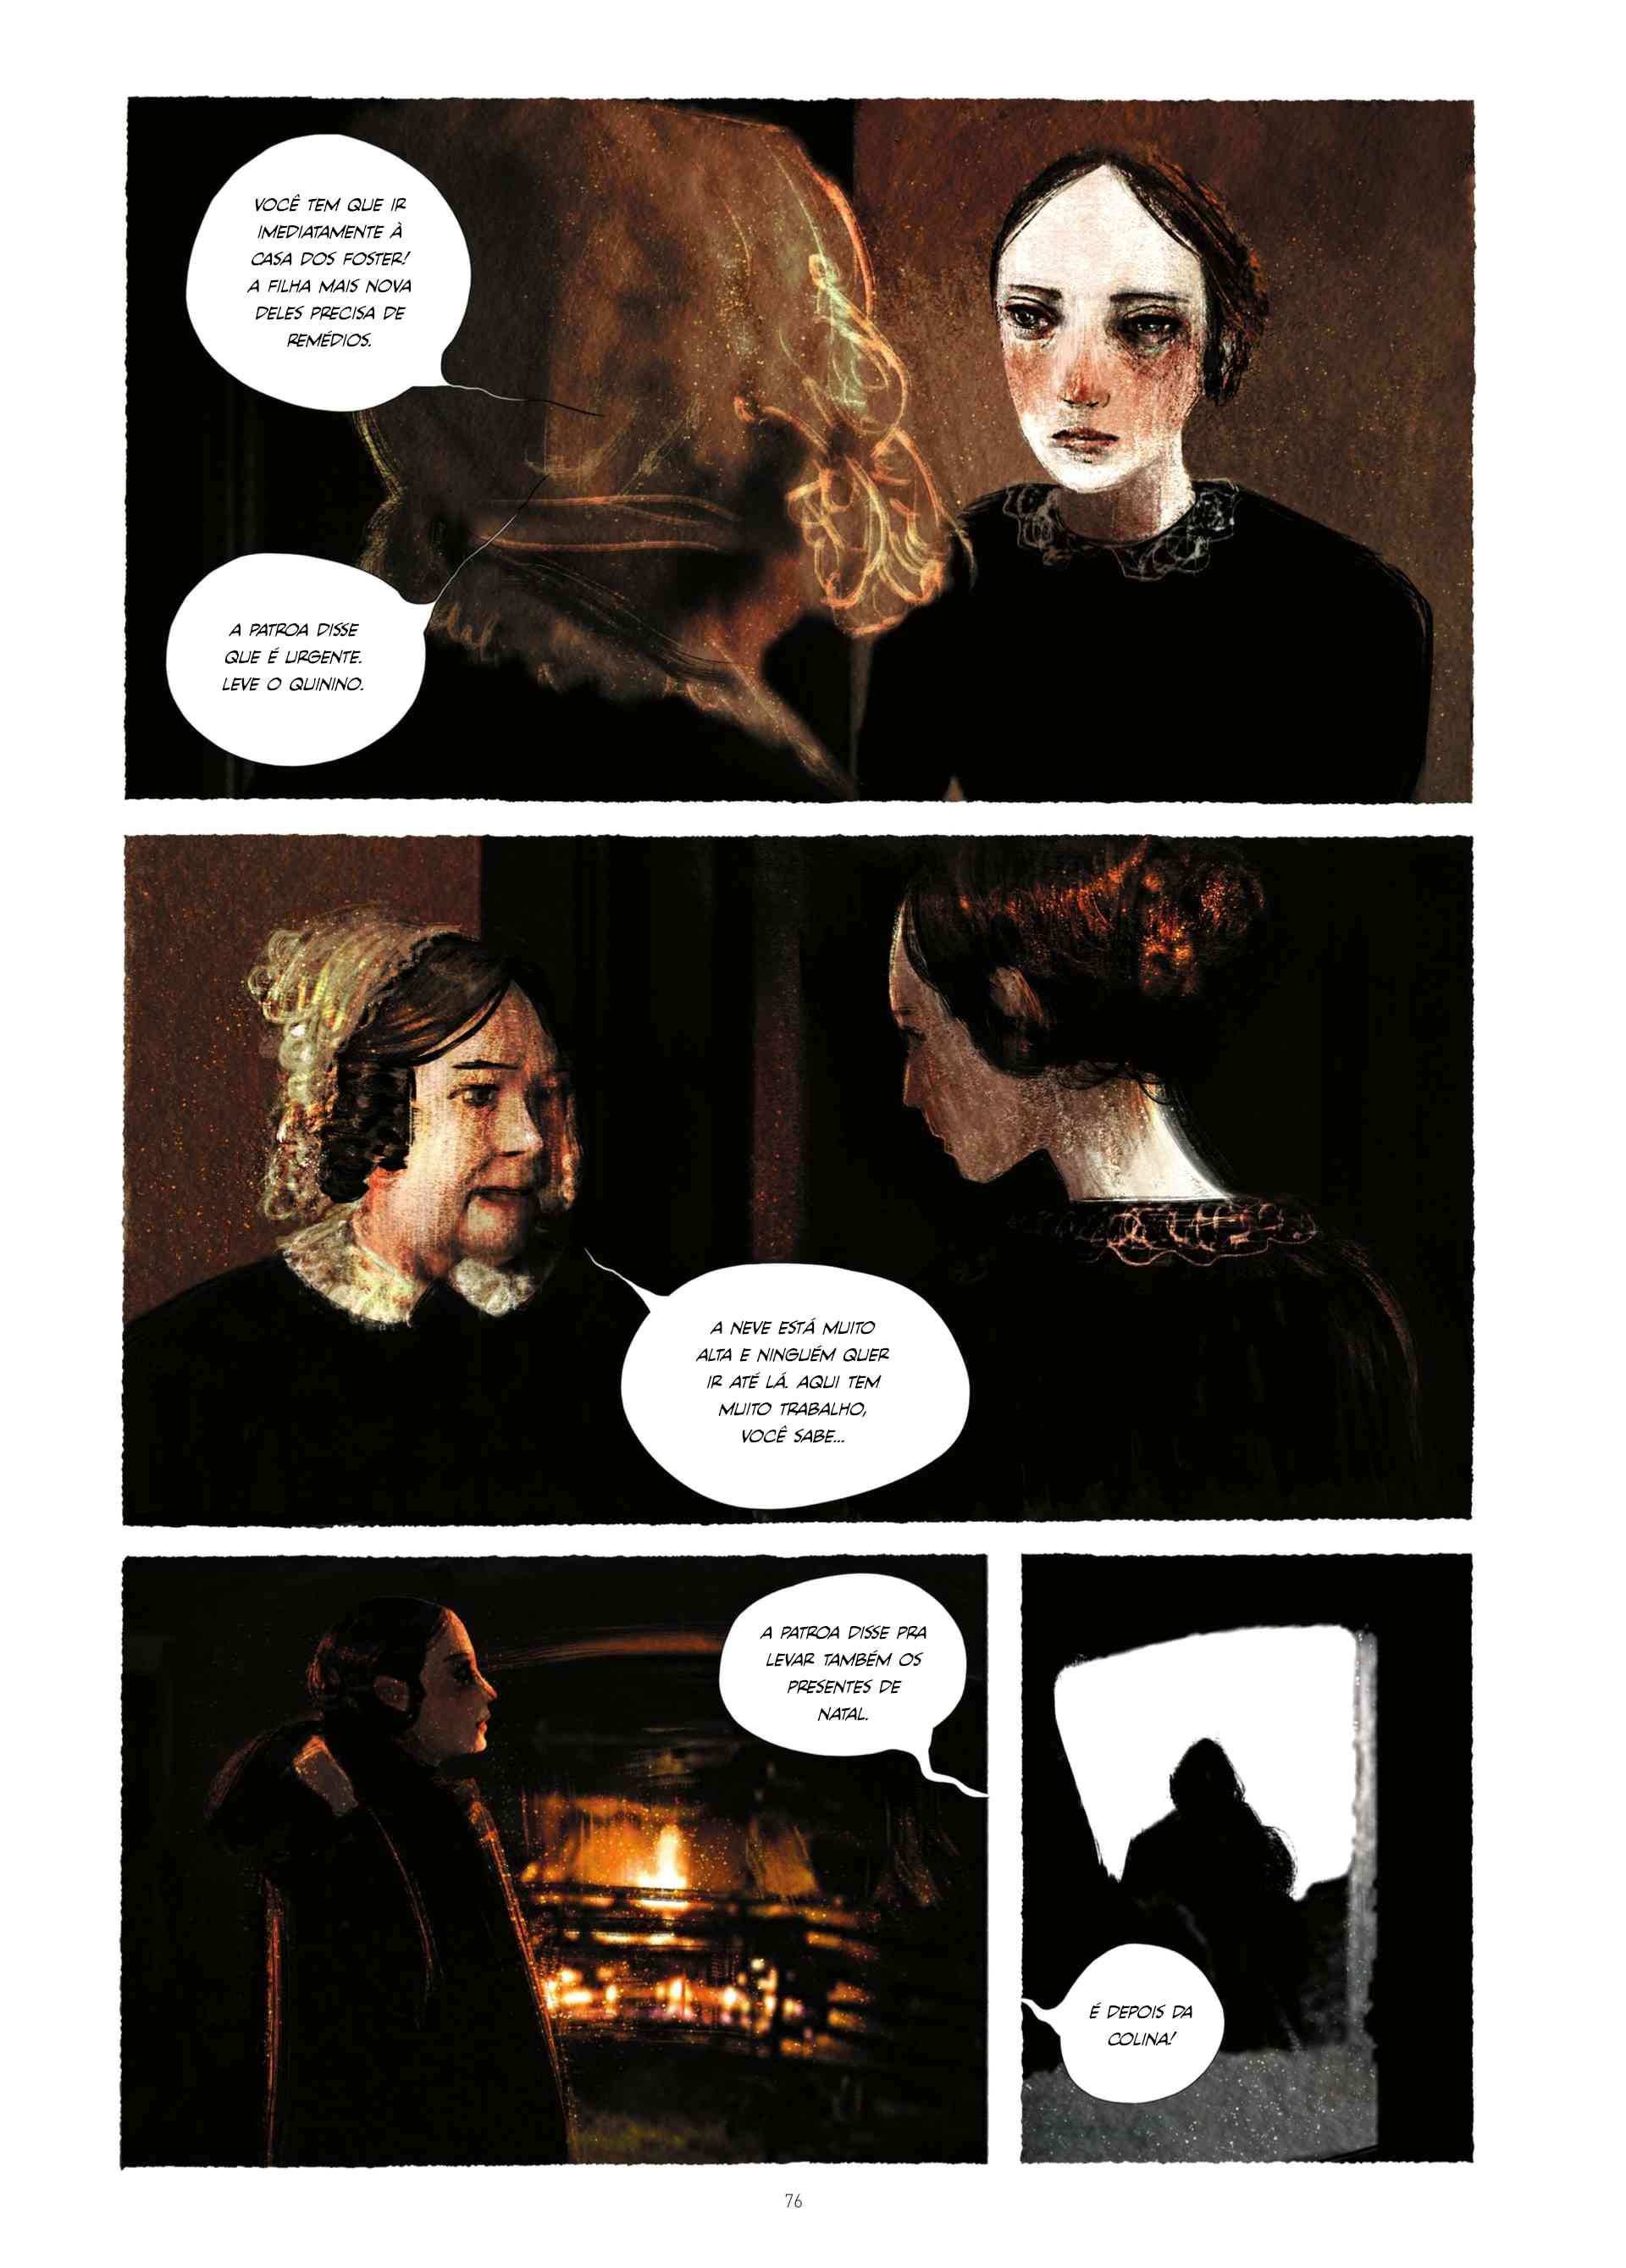 VOCÊ TEM QUE IR
IMEDIATAMENTE À
CASA DOS FOSTER!
A FILHA MAIS NOVA
DELES PRECISA DE
REMÉDIOS.
A PATROA DISSE
QUE É URGENTE.
LEVE O QUININO.
A NEVE ESTÁ MUITO
ALTA E NINGUÉM QUER
IR ATÉ LÁ. AQUI TEM
MUITO TRABALHO,
VOCÊ SABE...
A PATROA DISSE PRA
LEVAR TAMBÉM OS
PRESENTES DE
NATAL.
É DEPOIS DA
COLINA!
76